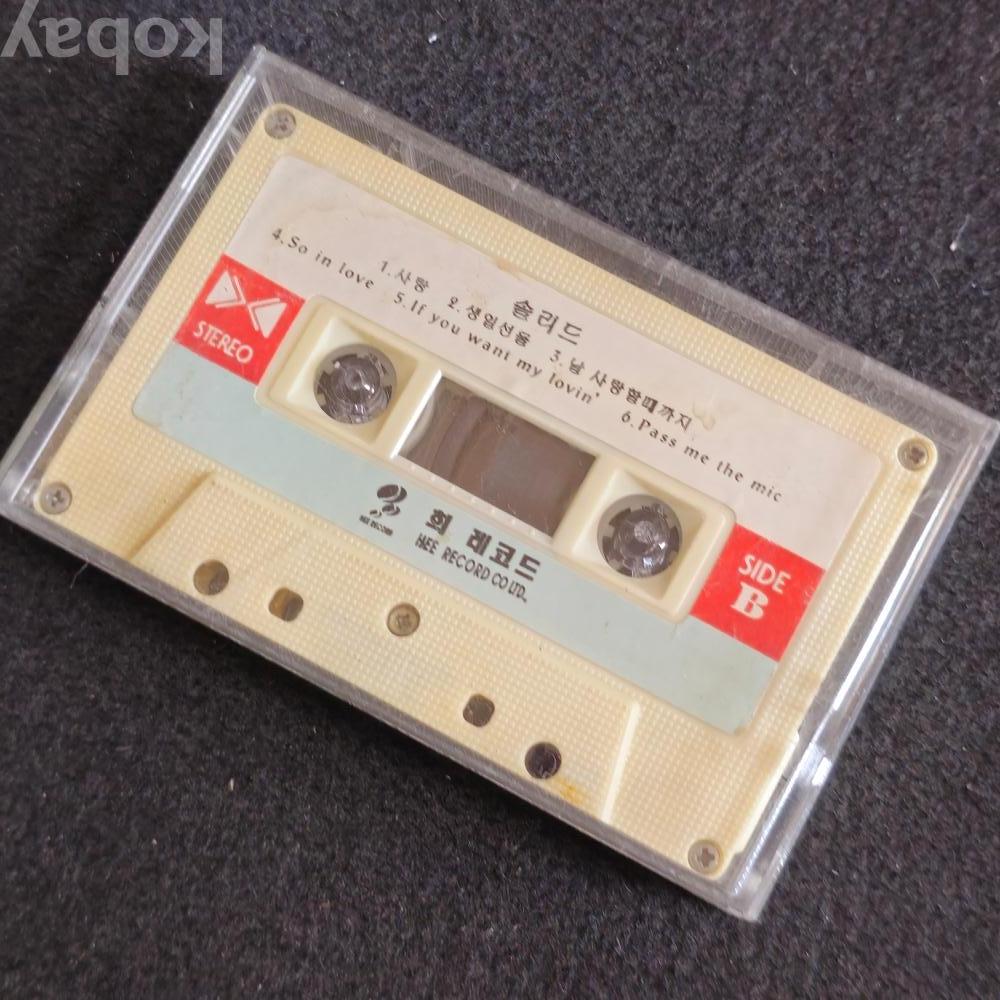 kobay
솔리드
1.사랑 2.생일선물 3.날 사랑할때까지
4.So in love 5.If you want my lovin' 6.Pass me the mic
STEREO
SIDE
B
HEE RECORD
희 레코드
HEE RECORD CO LTD.,